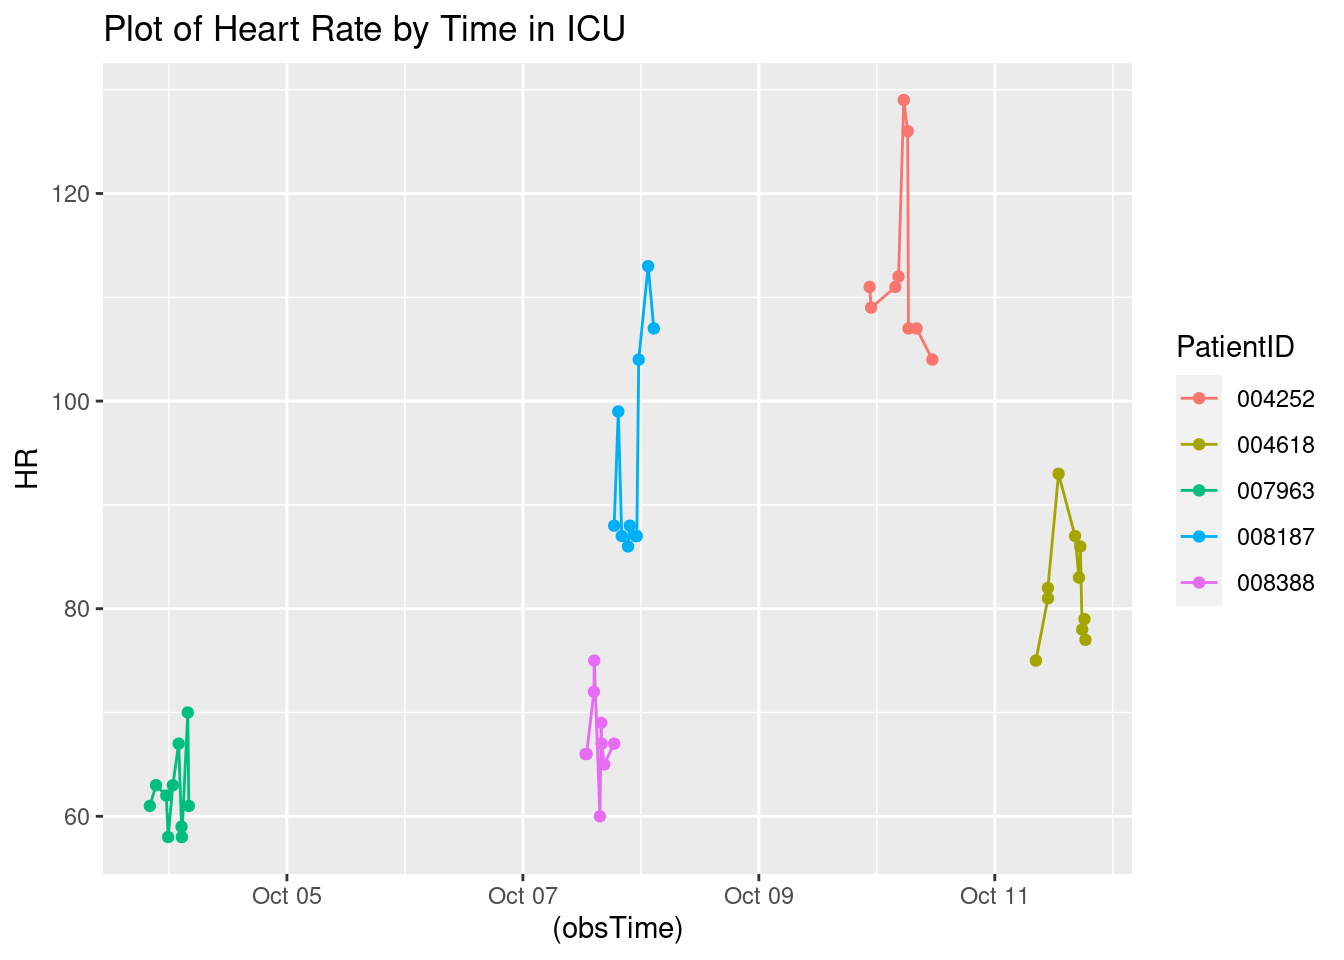 Plot of Heart Rate by Time in ICU
HR
120
100
80
60
Oct 05
Oct 07
Oct 09
Oct 11
(obsTime)
PatientID
004252
004618
007963
008187
008388